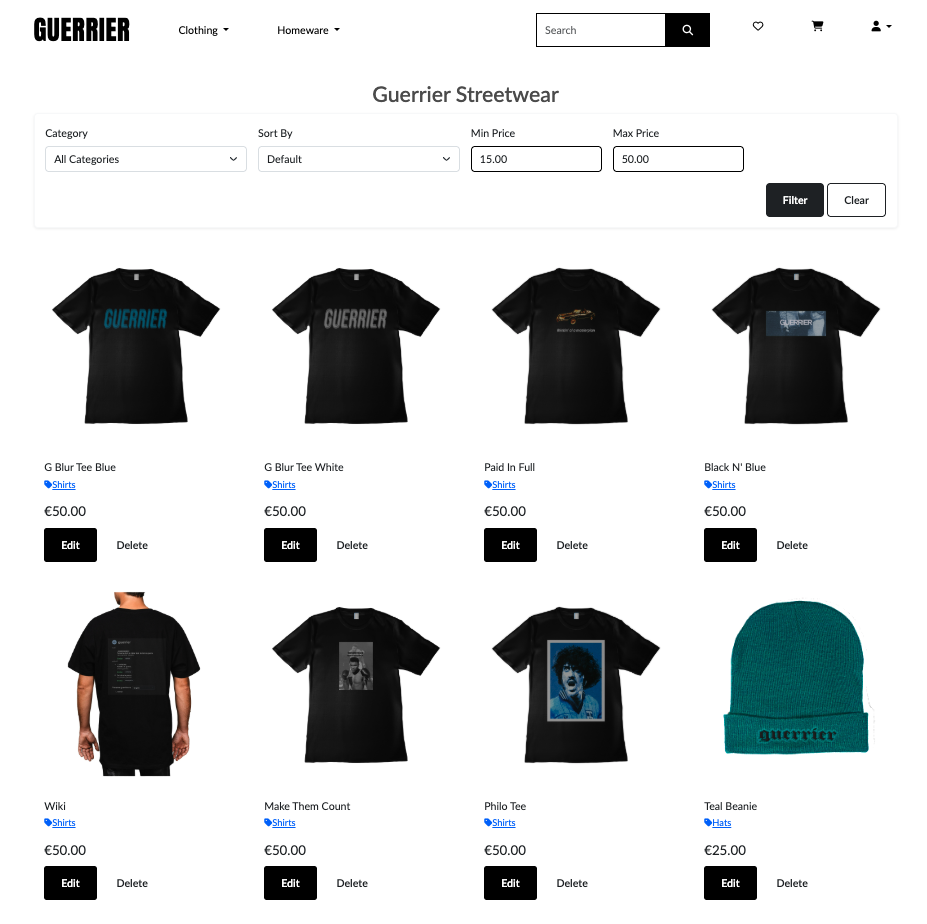 GUERRIER
Clothing
Homeware
Search
Guerrier Streetwear
Category
Sort By
Min Price
Max Price
All Categories
Default
15.00
50.00
Filter
Clear
GUERRIER
GUERRIER
GUERRIER
G Blur Tee Blue
G Blur Tee White
Paid In Full
Black N' Blue
Shirts
Shirts
Shirts
Shirts
€50.00
€50.00
€50.00
€50.00
Edit
Delete
Edit
Delete
Edit
Delete
Edit
Delete
guerrier
Wiki
Make Them Count
Philo Tee
Teal Beanie
Shirts
Shirts
Shirts
Hats
€50.00
€50.00
€50.00
€25.00
Edit
Delete
Edit
Delete
Edit
Delete
Edit
Delete